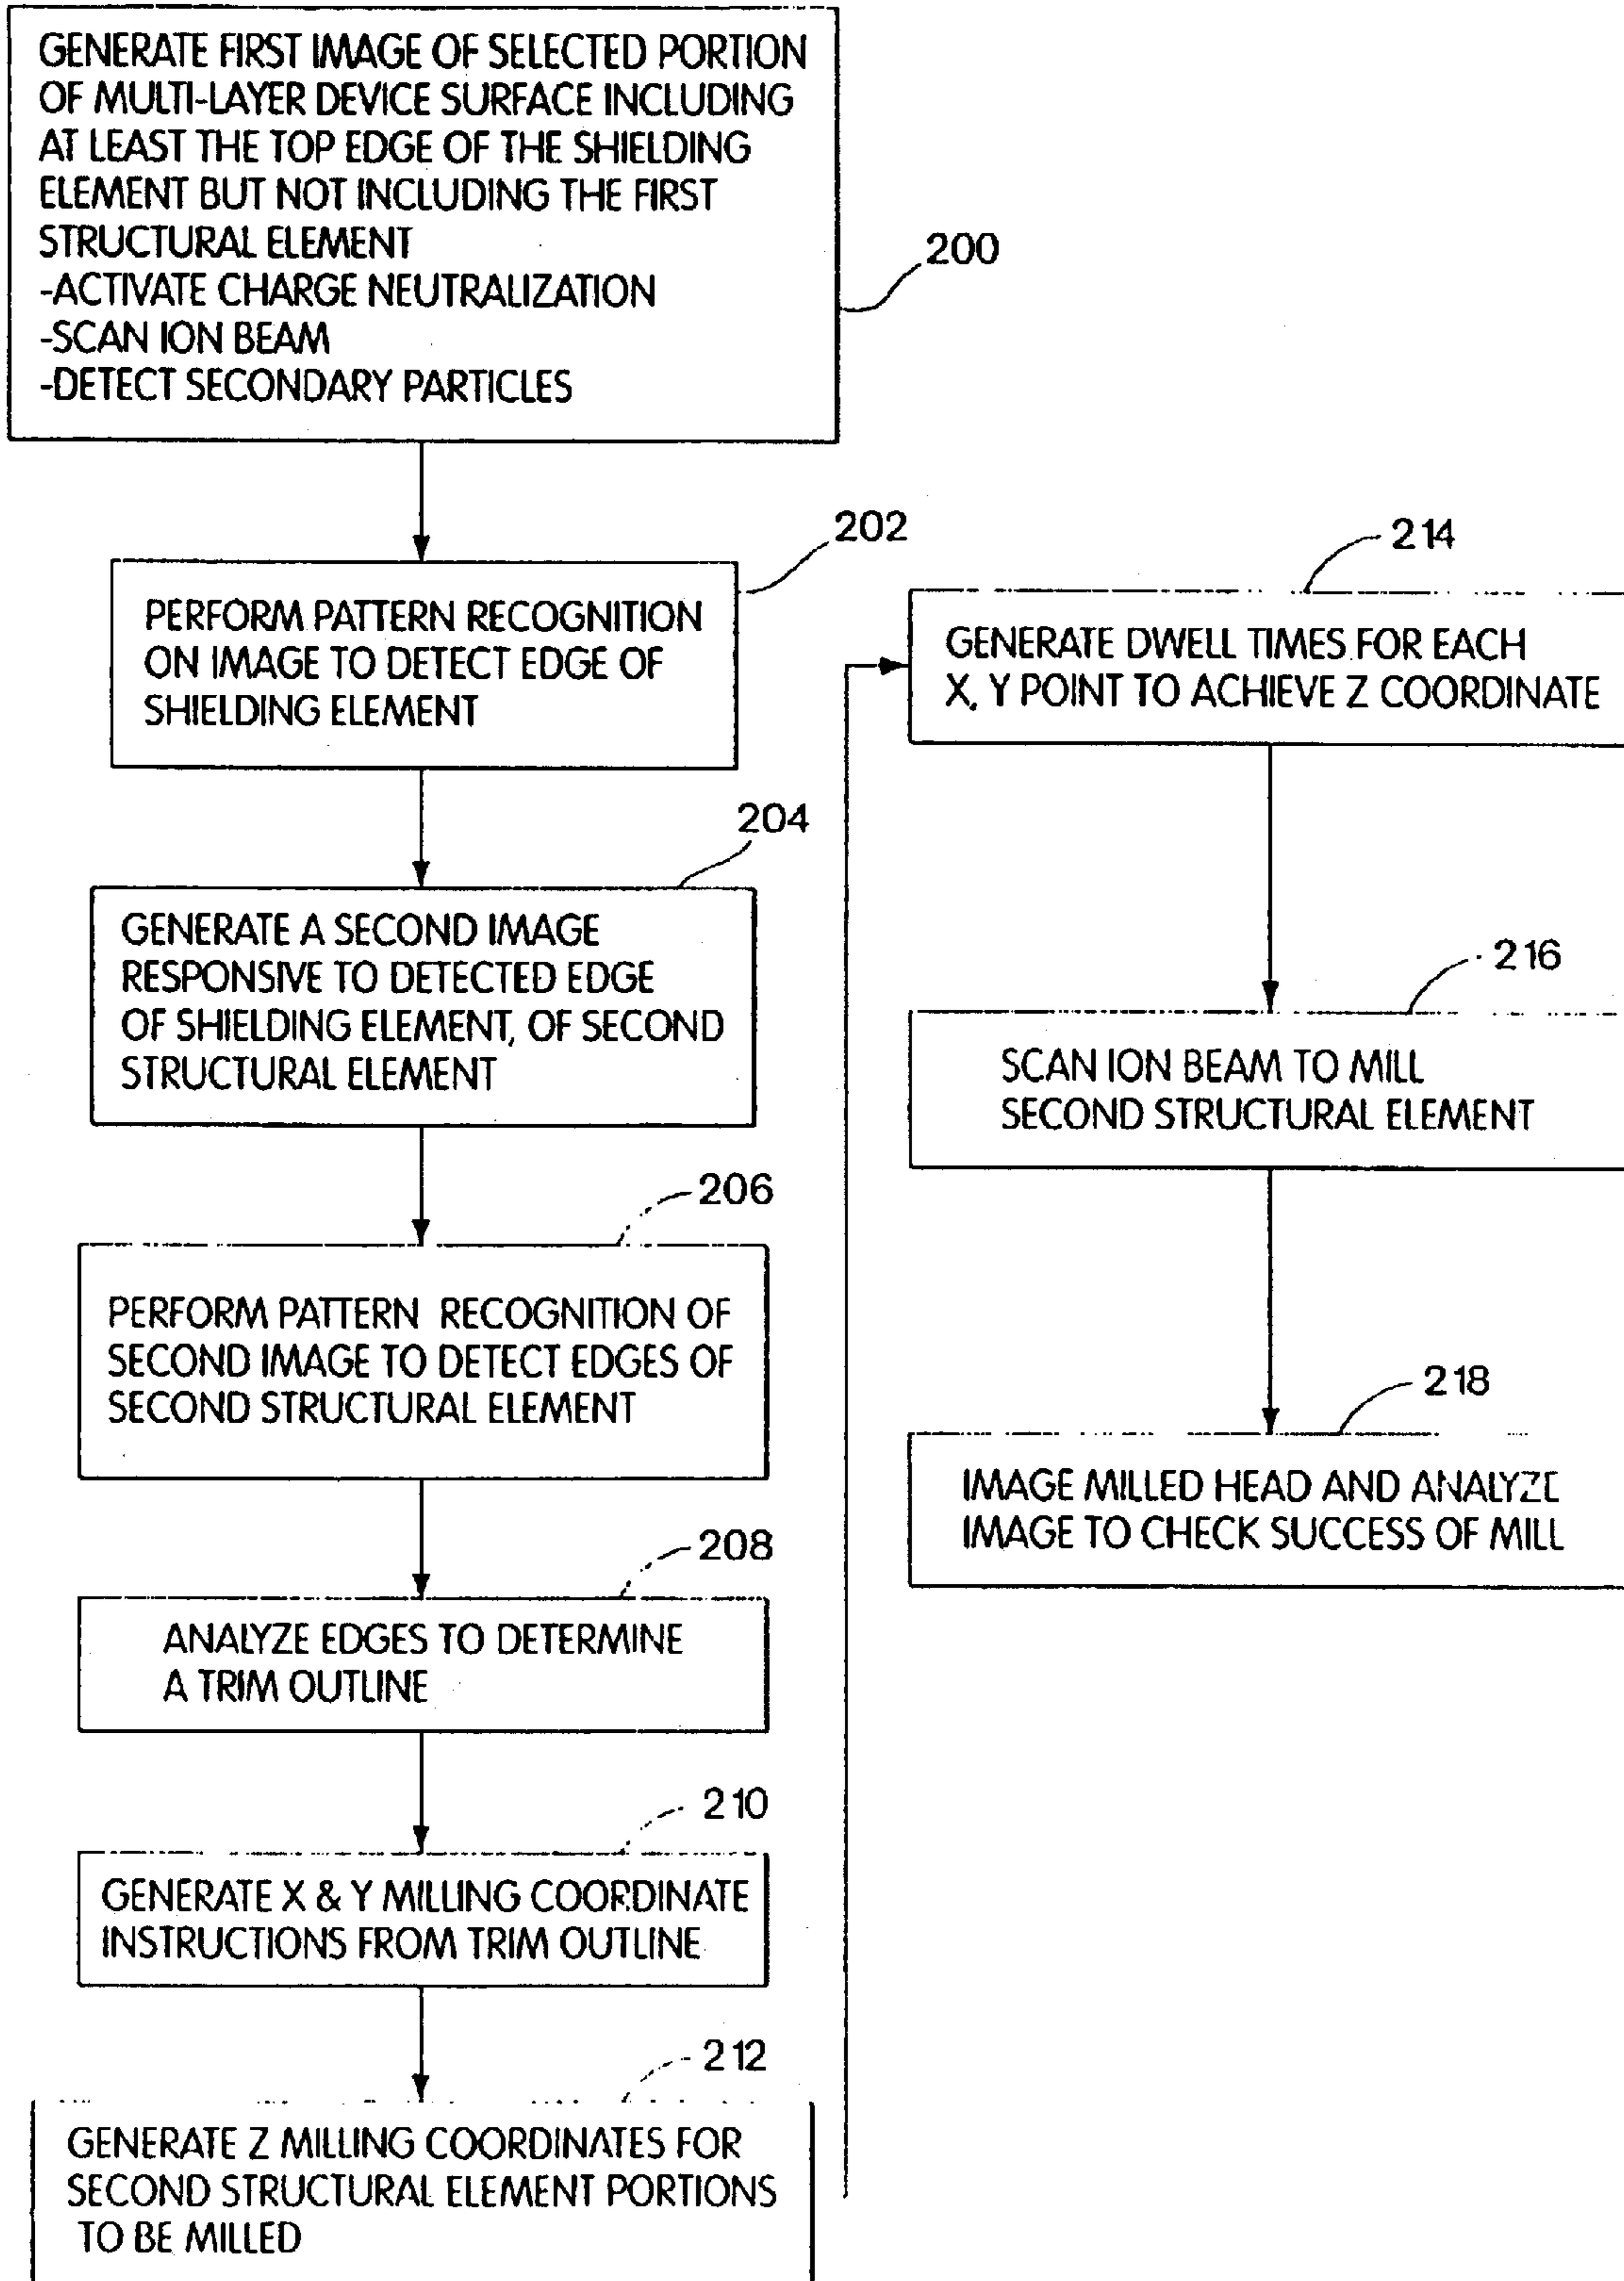 GENERATE FIRST IMAGE OF SELECTED PORTION
OF MULTI-LAYER DEVICE SURFACE INCLUDING
AT LEAST THE TOP EDGE OF THE SHIELDING
ELEMENT BUT NOT INCLUDING THE FIRST
STRUCTURAL ELEMENT
-ACTIVATE CHARGE NEUTRALIZATION
-SCAN ION BEAM
-DETECT SECONDARY PARTICLES
200
202
PERFORM PATTERN RECOGNITION
ON IMAGE TO DETECT EDGE OF
SHIELDING ELEMENT
204
GENERATE A SECOND IMAGE
RESPONSIVE TO DETECTED EDGE
OF SHIELDING ELEMENT, OF SECOND
STRUCTURAL ELEMENT
206
PERFORM PATTERN RECOGNITION OF
SECOND IMAGE TO DETECT EDGES OF
SECOND STRUCTURAL ELEMENT
208
ANALYZE EDGES TO DETERMINE
A TRIM OUTLINE
210
GENERATE X & Y MILLING COORDINATE
INSTRUCTIONS FROM TRIM OUTLINE
212
GENERATE Z MILLING COORDINATES FOR
SECOND STRUCTURAL ELEMENT PORTIONS
TO BE MILLED
214
GENERATE DWELL TIMES FOR EACH
X, Y POINT TO ACHIEVE Z COORDINATE
216
SCAN ION BEAM TO MILL
SECOND STRUCTURAL ELEMENT
218
IMAGE MILLED HEAD AND ANALYZE
IMAGE TO CHECK SUCCESS OF MILL